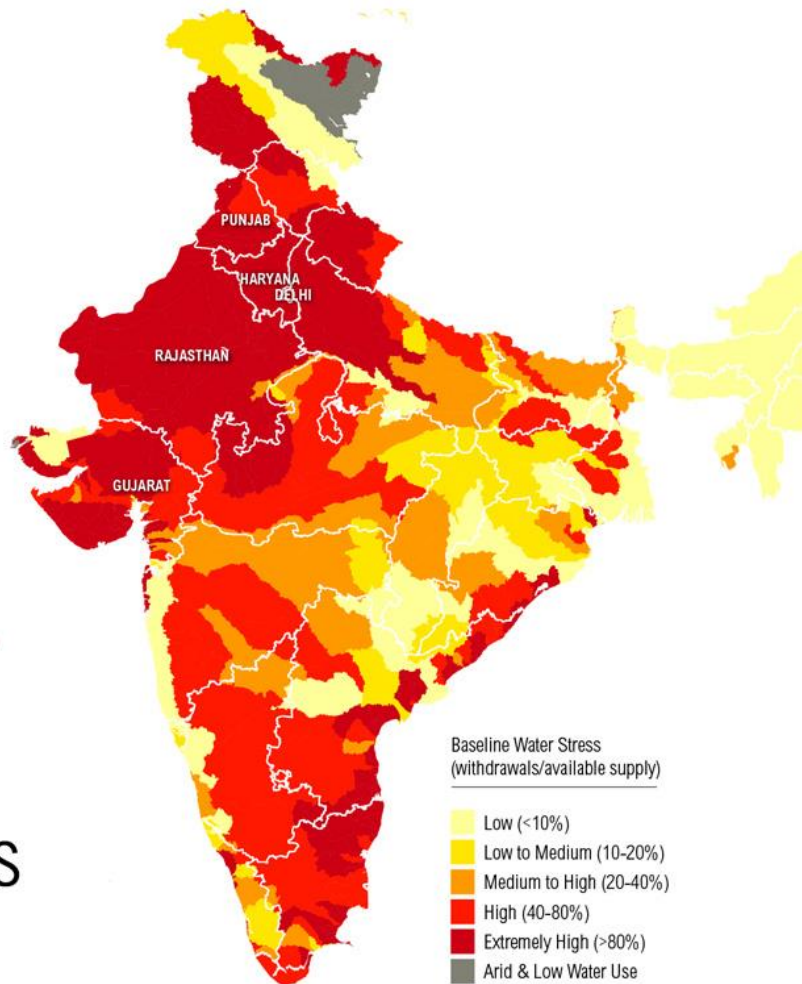 PUNJAB
HARYANA
DELHI
RAJASTHAN
GUJARAT
Baseline Water Stress
(withdrawals/available supply)
Low (<10%)
Low to Medium (10-20%)
Medium to High (20-40%)
High (40-80%)
Extremely High (>80%)
Arid & Low Water Use
S